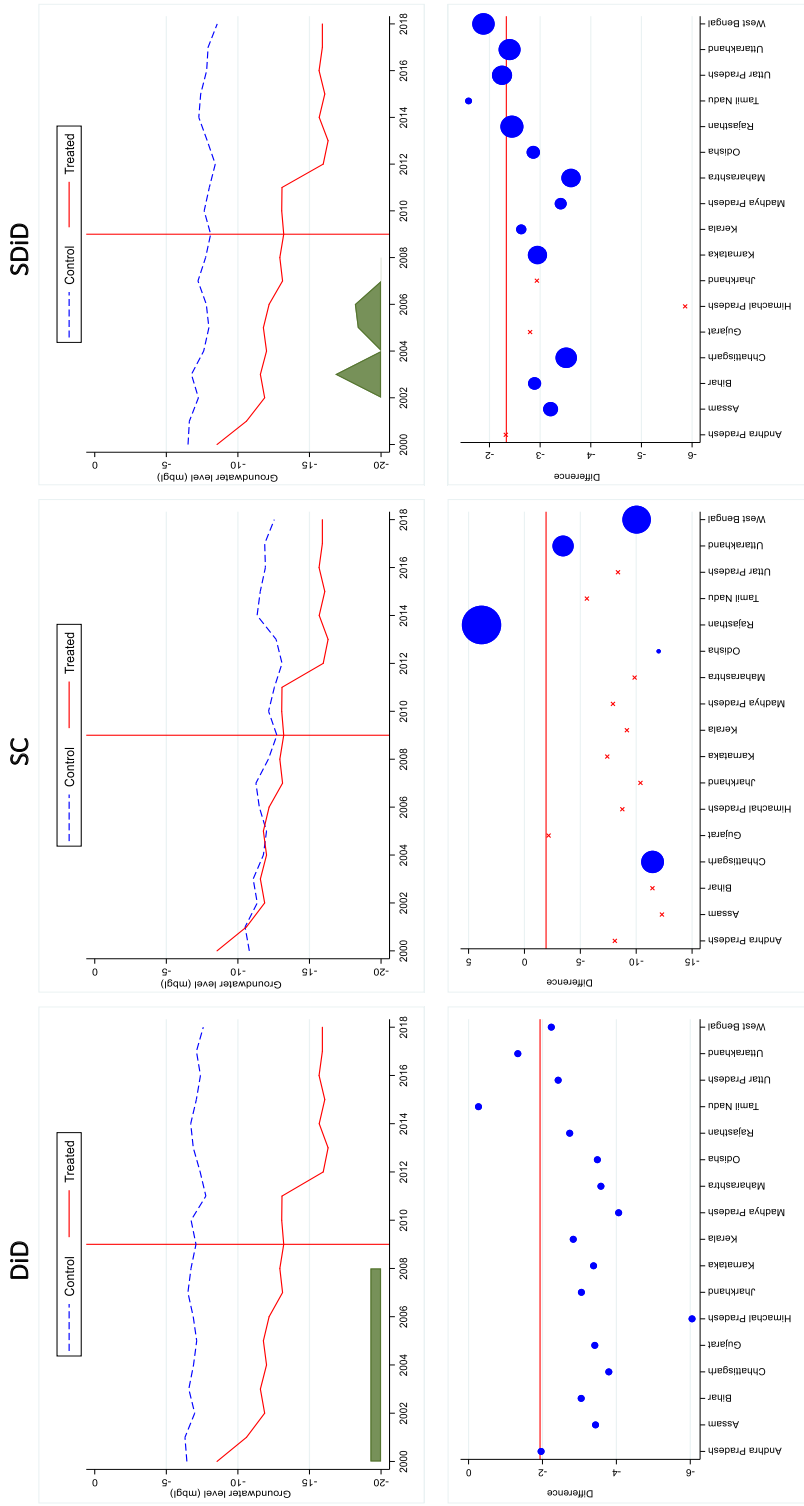 DiD
SC
SDiD
Control Treated
Groundwater level (mbgl)
0
-5
-10
-15
-20
2000 2002 2004 2006 2008 2010 2012 2014 2016 2018
Control Treated
Groundwater level (mbgl)
0
-5
-10
-15
-20
2000 2002 2004 2006 2008 2010 2012 2014 2016 2018
Control Treated
Groundwater level (mbgl)
0
-5
-10
-15
-20
2000 2002 2004 2006 2008 2010 2012 2014 2016 2018
Difference
0
-2
-4
-6
Andhra Pradesh
Assam
Bihar
Chhattisgarh
Gujarat
Himachal Pradesh
Jharkhand
Karnataka
Kerala
Madhya Pradesh
Maharashtra
Odisha
Rajasthan
Tamil Nadu
Uttar Pradesh
Uttarakhand
West Bengal
Difference
5
0
-5
-10
-15
Andhra Pradesh
Assam
Bihar
Chhattisgarh
Gujarat
Himachal Pradesh
Jharkhand
Karnataka
Kerala
Madhya Pradesh
Maharashtra
Odisha
Rajasthan
Tamil Nadu
Uttar Pradesh
Uttarakhand
West Bengal
Difference
-2
-3
-4
-5
-6
Andhra Pradesh
Assam
Bihar
Chhattisgarh
Gujarat
Himachal Pradesh
Jharkhand
Karnataka
Kerala
Madhya Pradesh
Maharashtra
Odisha
Rajasthan
Tamil Nadu
Uttar Pradesh
Uttarakhand
West Bengal